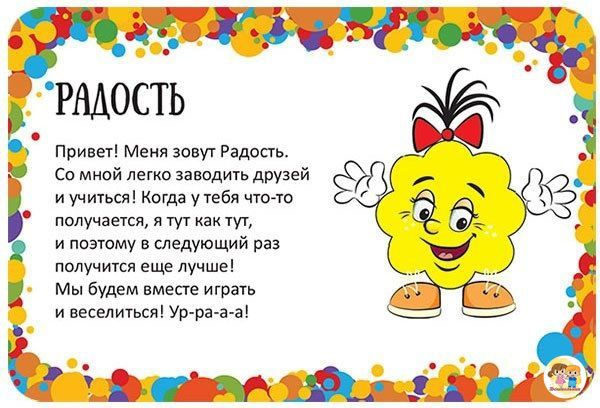 РАДОСТЬ
Привет! Меня зовут Радость.
Со мной легко заводить друзей
и учиться! Когда у тебя что-то
получается, я тут как тут,
и поэтому в следующий раз
получится еще лучше!
Мы будем вместе играть
и веселиться! Ур-ра-а-а!